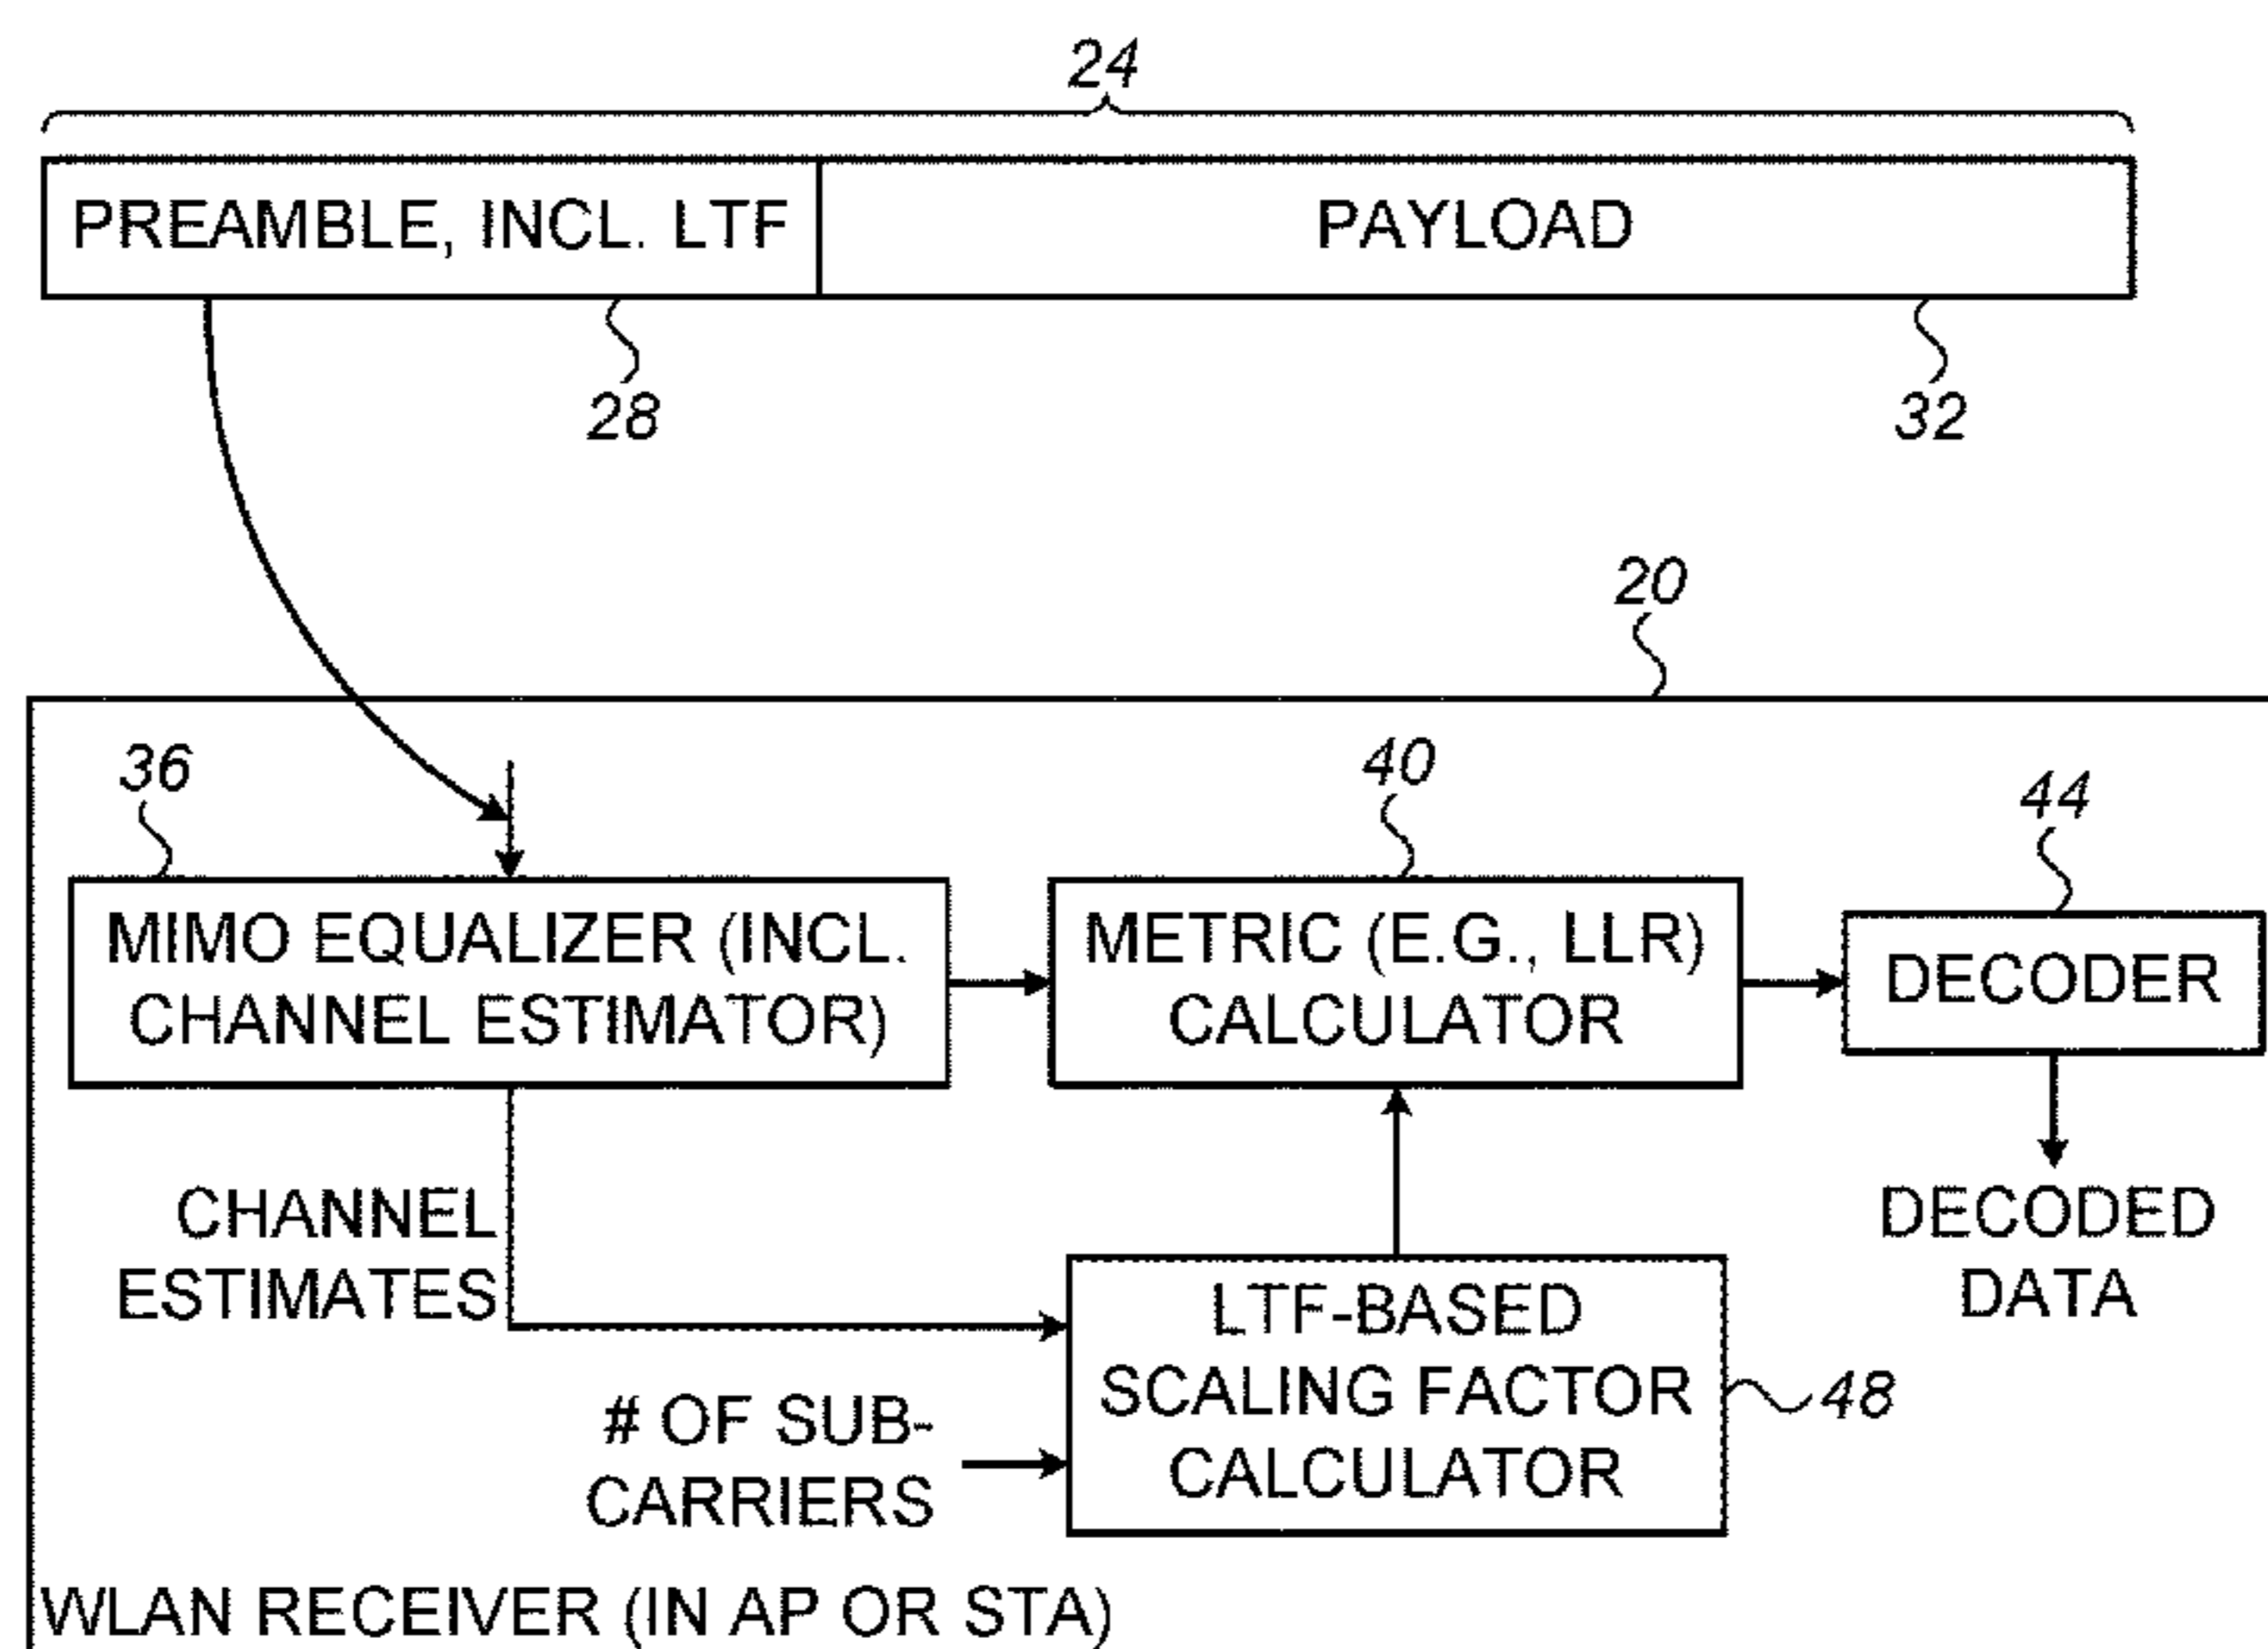 24
PREAMBLE, INCL. LTF
PAYLOAD
28
32
20
36
40
44
MIMO EQUALIZER (INCL.
CHANNEL ESTIMATOR)
METRIC (E.G., LLR)
CALCULATOR
DECODER
CHANNEL
ESTIMATES
DECODED
DATA
# OF SUB-
CARRIERS
LTF-BASED
SCALING FACTOR
CALCULATOR
48
WLAN RECEIVER (IN AP OR STA)